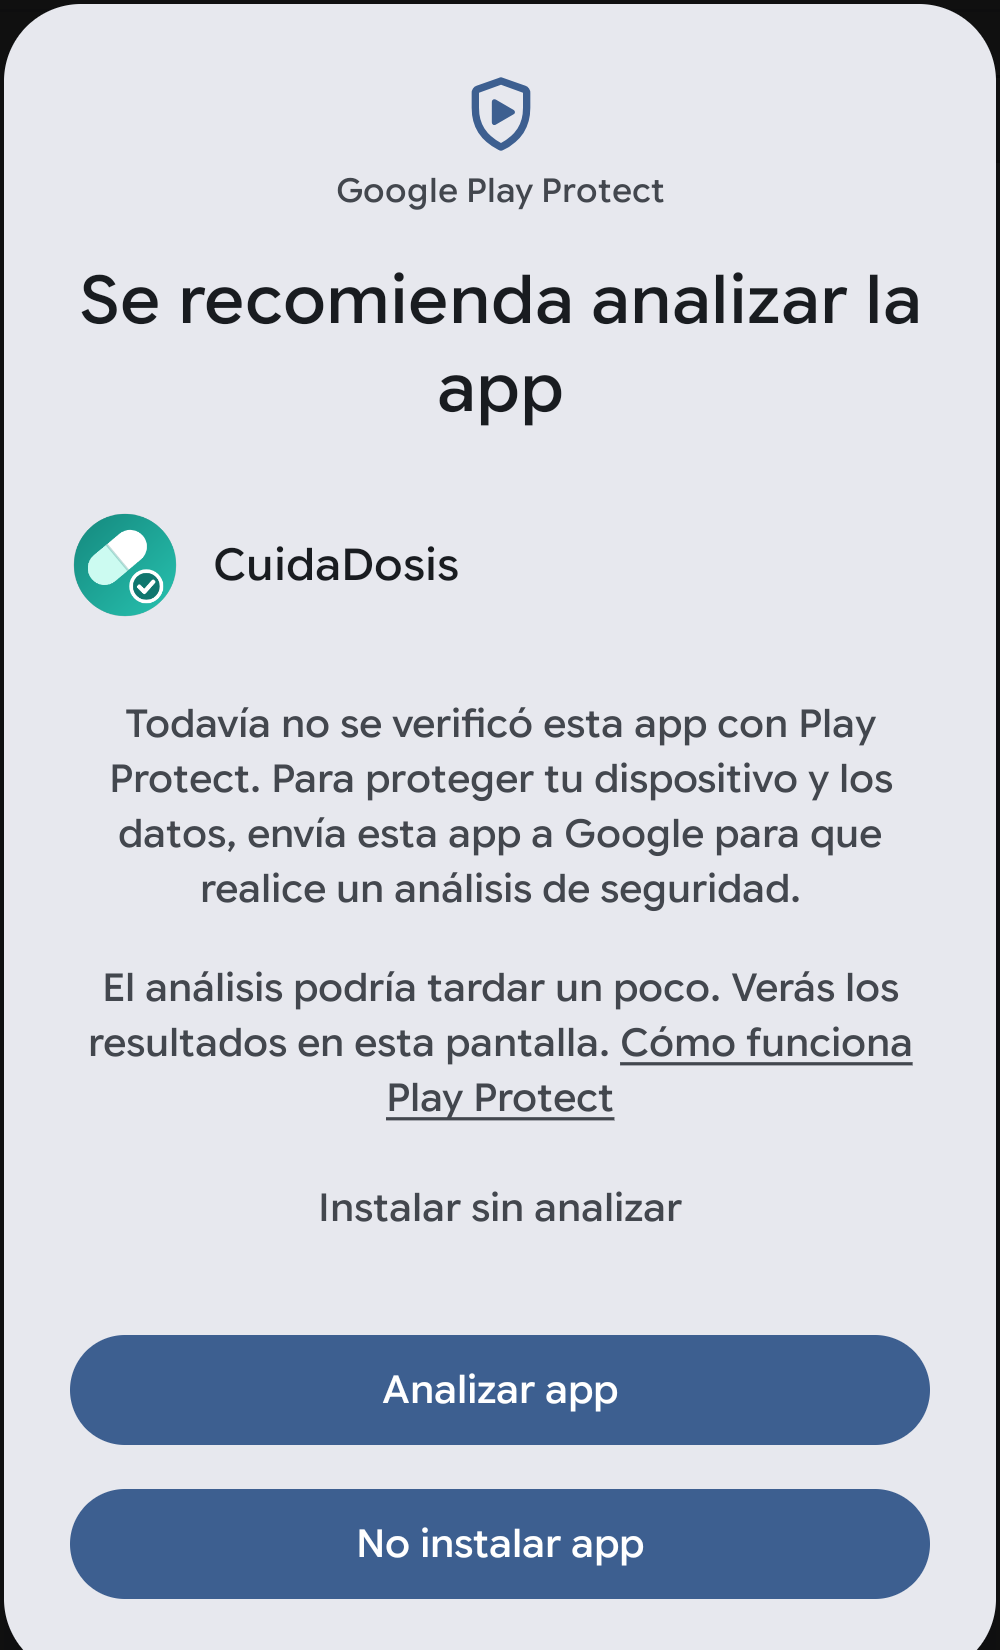 Google Play Protect
Se recomienda analizar la
app
CuidaDosis
Todavía no se verificó esta app con Play
Protect. Para proteger tu dispositivo y los
datos, envía esta app a Google para que
realice un análisis de seguridad.
El análisis podría tardar un poco. Verás los
resultados en esta pantalla. Cómo funciona
Play Protect
Instalar sin analizar
Analizar app
No instalar app